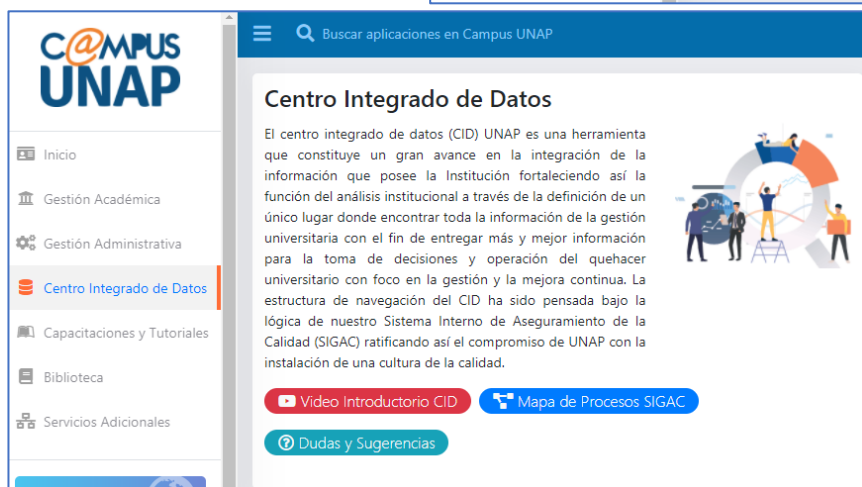 C@MPUS
UNAP
Inicio
Gestión Académica
Gestión Administrativa
Centro Integrado de Datos
Capacitaciones y Tutoriales
Biblioteca
Servicios Adicionales
Buscar aplicaciones en Campus UNAP
Centro Integrado de Datos
El centro integrado de datos (CID) UNAP es una herramienta
que constituye un gran avance en la integración de la
información que posee la Institución fortaleciendo así la
función del análisis institucional a través de la definición de un
único lugar donde encontrar toda la información de la gestión
universitaria con el fin de entregar más y mejor información
para la toma de decisiones y operación del quehacer
universitario con foco en la gestión y la mejora continua. La
estructura de navegación del CID ha sido pensada bajo la
lógica de nuestro Sistema Interno de Aseguramiento de la
Calidad (SIGAC) ratificando así el compromiso de UNAP con la
instalación de una cultura de la calidad.
Video Introductorio CID
Mapa de Procesos SIGAC
Dudas y Sugerencias